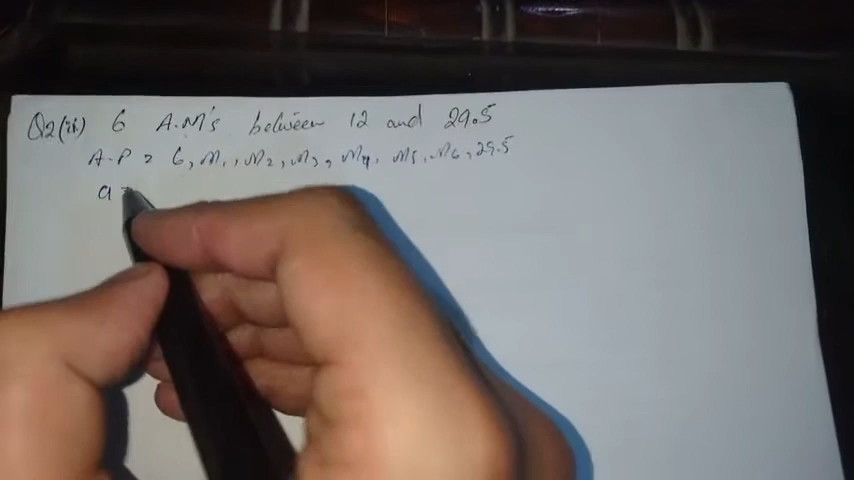 Q2(ii) 6 A.M's between 12 and 29.5
A.P = 6, M1, M2, M3, M4, M5, M6, 29.5
a =